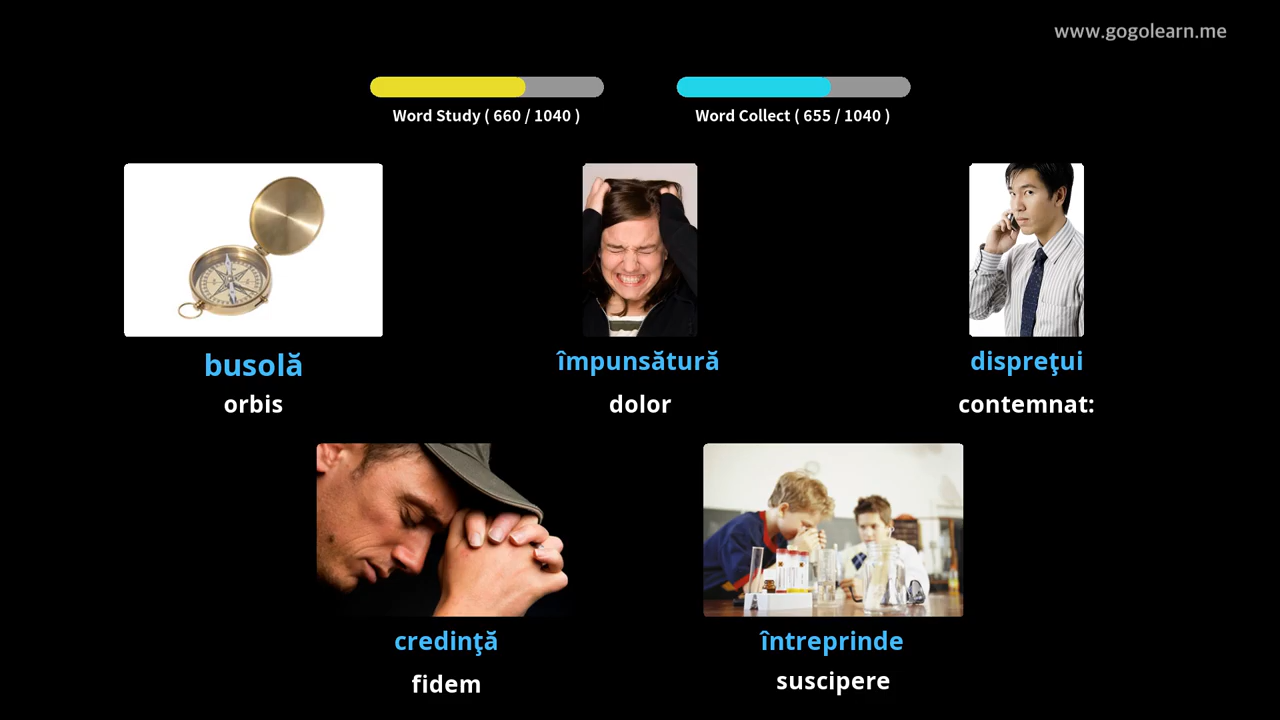 www.gogolearn.me
Word Study ( 660 / 1040 )
Word Collect ( 655 / 1040 )
busolă
orbis
împunsătură
dolor
dispreţui
contemnat:
credinţă
fidem
întreprinde
suscipere